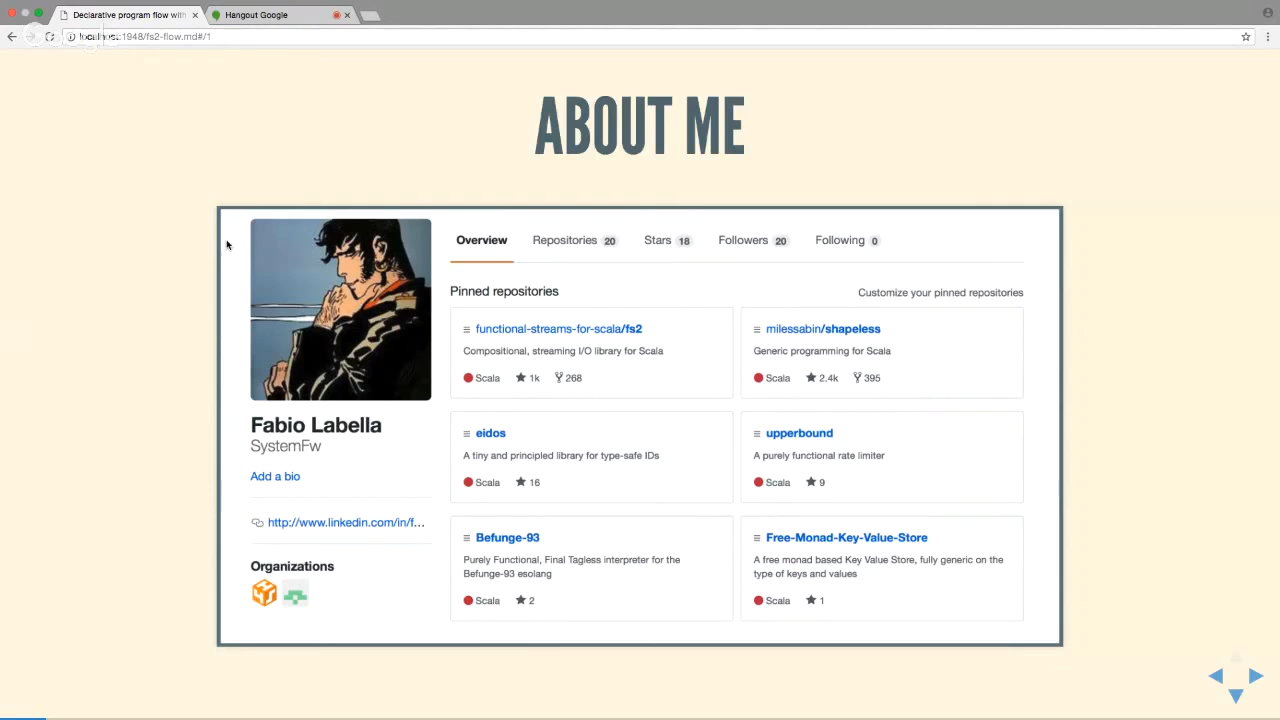 Declarative program flow with
Hangout Google
localhost:1948/fs2-flow.md#/1
ABOUT ME
Overview
Repositories 20
Stars 18
Followers 20
Following 0
Pinned repositories
Customize your pinned repositories
functional-streams-for-scala/fs2
Compositional, streaming I/O library for Scala
Scala 1k 268
milessabin/shapeless
Generic programming for Scala
Scala 2.4k 395
eidos
A tiny and principled library for type-safe IDs
Scala 16
upperbound
A purely functional rate limiter
Scala 9
Befunge-93
Purely Functional, Final Tagless interpreter for the
Befunge-93 esolang
Scala 2
Free-Monad-Key-Value-Store
A free monad based Key Value Store, fully generic on the
type of keys and values
Scala 1
Fabio Labella
SystemFw
Add a bio
http://www.linkedin.com/in/f...
Organizations